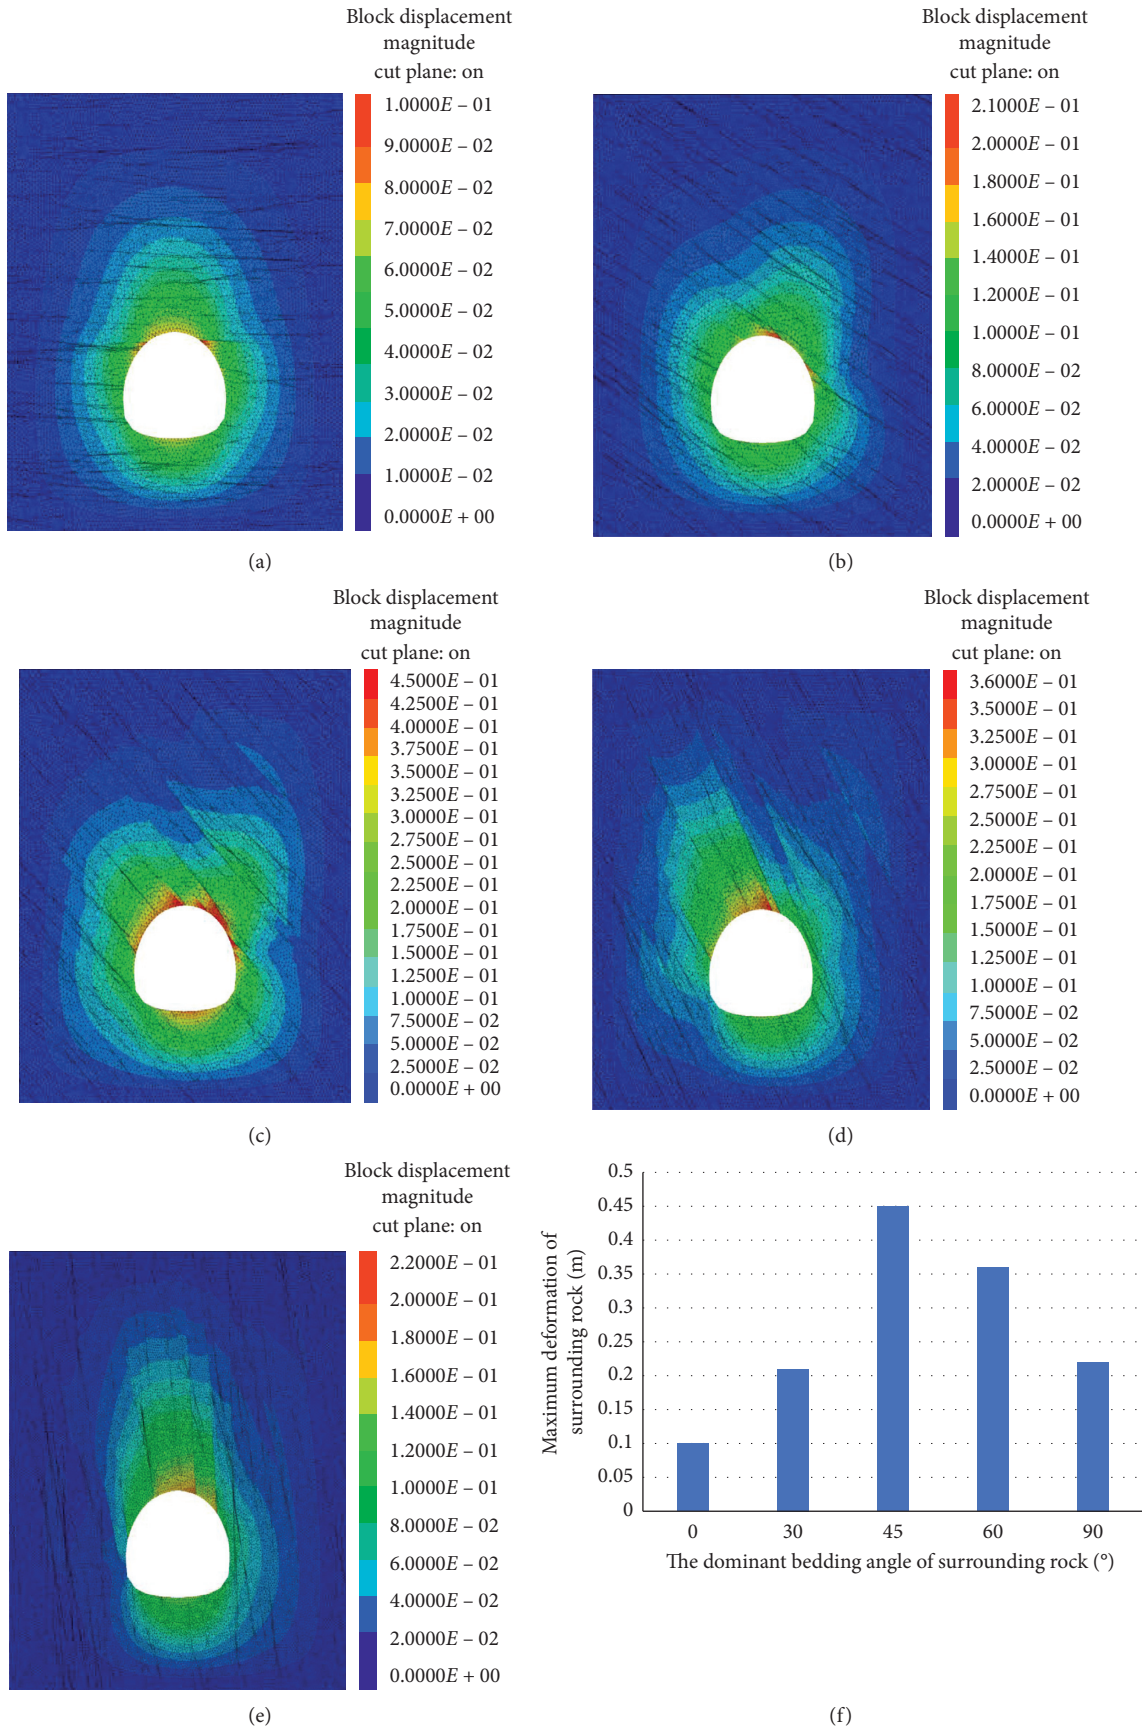 Block displacement
magnitude
cut plane: on
1.0000E – 01
9.0000E – 02
8.0000E – 02
7.0000E – 02
6.0000E – 02
5.0000E – 02
4.0000E – 02
3.0000E – 02
2.0000E – 02
1.0000E – 02
0.0000E + 00
(a)
Block displacement
magnitude
cut plane: on
2.1000E – 01
2.0000E – 01
1.8000E – 01
1.6000E – 01
1.4000E – 01
1.2000E – 01
1.0000E – 01
8.0000E – 02
6.0000E – 02
4.0000E – 02
2.0000E – 02
0.0000E + 00
(b)
Block displacement
magnitude
cut plane: on
4.5000E – 01
4.2500E – 01
4.0000E – 01
3.7500E – 01
3.5000E – 01
3.2500E – 01
3.0000E – 01
2.7500E – 01
2.5000E – 01
2.2500E – 01
2.0000E – 01
1.7500E – 01
1.5000E – 01
1.2500E – 01
1.0000E – 01
7.5000E – 02
5.0000E – 02
2.5000E – 02
0.0000E + 00
(c)
Block displacement
magnitude
cut plane: on
3.6000E – 01
3.5000E – 01
3.2500E – 01
3.0000E – 01
2.7500E – 01
2.5000E – 01
2.2500E – 01
2.0000E – 01
1.7500E – 01
1.5000E – 01
1.2500E – 01
1.0000E – 01
7.5000E – 02
5.0000E – 02
2.5000E – 02
0.0000E + 00
(d)
Block displacement
magnitude
cut plane: on
2.2000E – 01
2.0000E – 01
1.8000E – 01
1.6000E – 01
1.4000E – 01
1.2000E – 01
1.0000E – 01
8.0000E – 02
6.0000E – 02
4.0000E – 02
2.0000E – 02
0.0000E + 00
(e)
Maximum deformation of
surrounding rock (m)
0.5
0.45
0.4
0.35
0.3
0.25
0.2
0.15
0.1
0.05
0
0 30 45 60 90
The dominant bedding angle of surrounding rock (°)
(f)